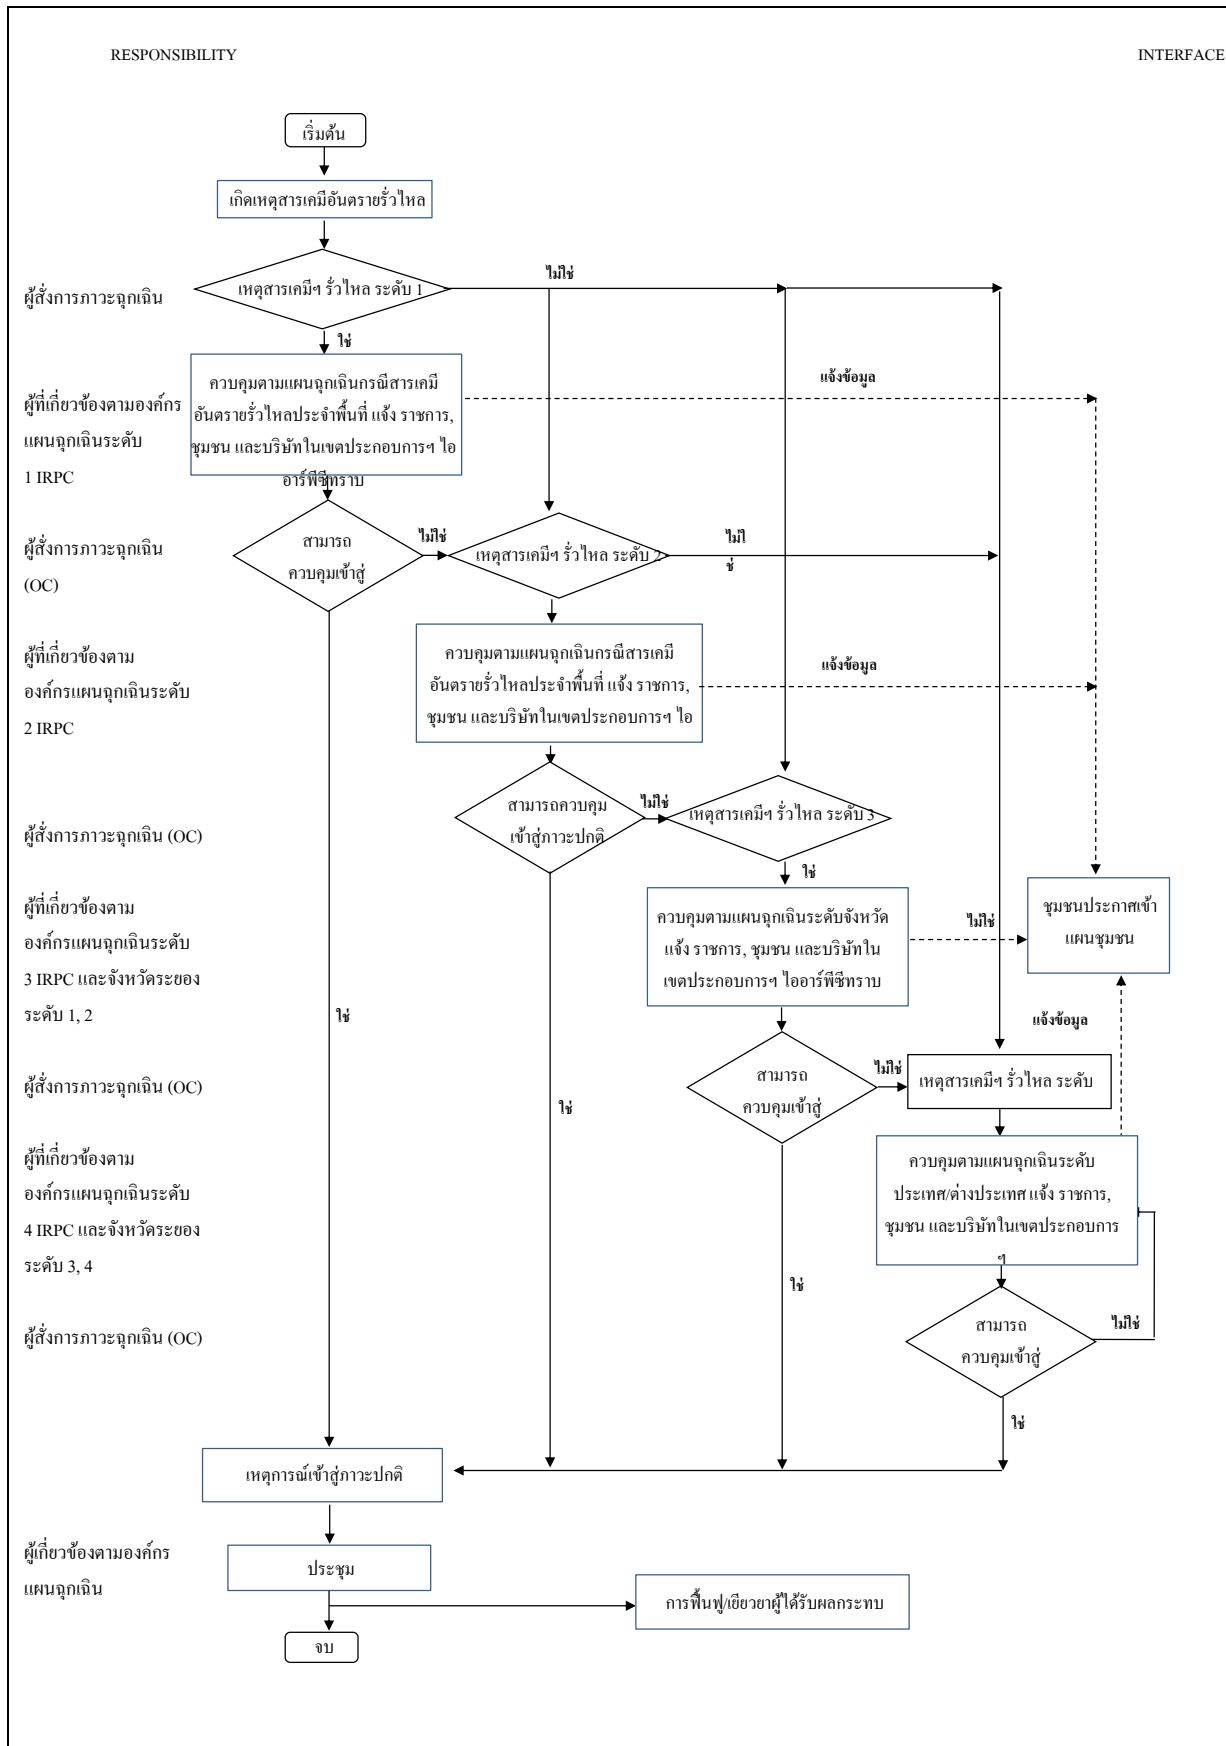 RESPONSIBILITY
INTERFACE
เริ่มต้น
เกิดเหตุสารเคมีอันตรายรั่วไหล
ไม่ใช่
ผู้สั่งการภาวะฉุกเฉิน
เหตุสารเคมีฯ รั่วไหล ระดับ 1
ใช่
ผู้ที่เกี่ยวข้องตามองค์กร
แผนฉุกเฉินระดับ
1 IRPC
ควบคุมตามแผนฉุกเฉินกรณีสารเคมี
อันตรายรั่วไหลประจำพื้นที่ แจ้ง ราชการ,
ชุมชน และบริษัทในเขตประกอบการฯ ไอ
อาร์พีซีทราบ
แจ้งข้อมูล
ผู้สั่งการภาวะฉุกเฉิน
(OC)
สามารถ
ควบคุมเข้าสู่
ไม่ใช่
เหตุสารเคมีฯ รั่วไหล ระดับ 2
ไม่ใ
ช่
ผู้ที่เกี่ยวข้องตาม
องค์กรแผนฉุกเฉินระดับ
2 IRPC
ควบคุมตามแผนฉุกเฉินกรณีสารเคมี
อันตรายรั่วไหลประจำพื้นที่ แจ้ง ราชการ,
ชุมชน และบริษัทในเขตประกอบการฯ ไอ
แจ้งข้อมูล
ผู้สั่งการภาวะฉุกเฉิน (OC)
สามารถควบคุม
เข้าสู่ภาวะปกติ
ไม่ใช่
เหตุสารเคมีฯ รั่วไหล ระดับ 3
ใช่
ผู้ที่เกี่ยวข้องตาม
องค์กรแผนฉุกเฉินระดับ
3 IRPC และจังหวัดระยอง
ระดับ 1, 2
ควบคุมตามแผนฉุกเฉินระดับจังหวัด
แจ้ง ราชการ, ชุมชน และบริษัทใน
เขตประกอบการฯ ไออาร์พีซีทราบ
ไม่ใช่
ชุมชนประกาศเข้า
แผนชุมชน
ใช่
แจ้งข้อมูล
ผู้สั่งการภาวะฉุกเฉิน (OC)
สามารถ
ควบคุมเข้าสู่
ไม่ใช่
เหตุสารเคมีฯ รั่วไหล ระดับ
ใช่
ผู้ที่เกี่ยวข้องตาม
องค์กรแผนฉุกเฉินระดับ
4 IRPC และจังหวัดระยอง
ระดับ 3, 4
ควบคุมตามแผนฉุกเฉินระดับ
ประเทศ/ต่างประเทศ แจ้ง ราชการ,
ชุมชน และบริษัทในเขตประกอบการ
ฯ
ใช่
ผู้สั่งการภาวะฉุกเฉิน (OC)
สามารถ
ควบคุมเข้าสู่
ไม่ใช่
ใช่
เหตุการณ์เข้าสู่ภาวะปกติ
ผู้เกี่ยวข้องตามองค์กร
แผนฉุกเฉิน
ประชุม
การฟื้นฟู/เยียวยาผู้ได้รับผลกระทบ
จบ